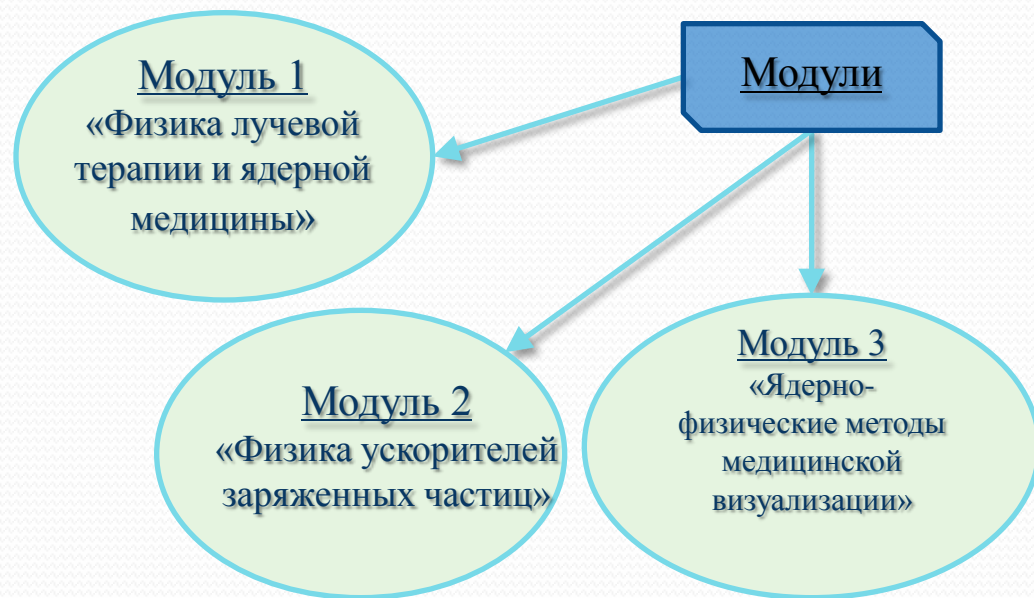 Модули
Модуль 1
«Физика лучевой
терапии и ядерной
медицины»
Модуль 2
«Физика ускорителей
заряженных частиц»
Модуль 3
«Ядерно-
физические методы
медицинской
визуализации»